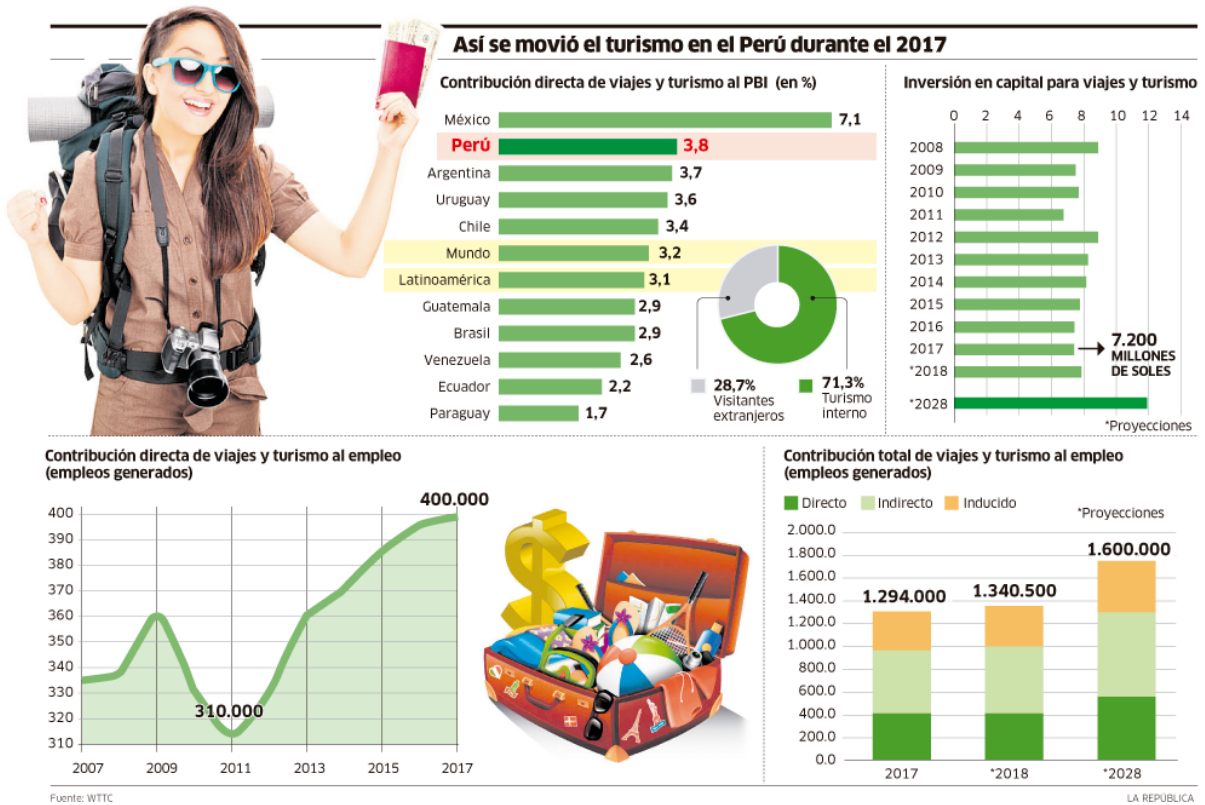 Así se movió el turismo en el Perú durante el 2017
Contribución directa de viajes y turismo al PBI (en %)
México 7,1
Perú 3,8
Argentina 3,7
Uruguay 3,6
Chile 3,4
Mundo 3,2
Latinoamérica 3,1
Guatemala 2,9
Brasil 2,9
Venezuela 2,6
Ecuador 2,2
Paraguay 1,7
28,7%
Visitantes
extranjeros
71,3%
Turismo
interno
Inversión en capital para viajes y turismo
0 2 4 6 8 10 12 14
2008
2009
2010
2011
2012
2013
2014
2015
2016
2017
7.200
MILLONES
DE SOLES
*2018
*2028
*Proyecciones
Contribución directa de viajes y turismo al empleo
(empleos generados)
400.000
400
390
380
370
360
350
340
330
320
310
310.000
2007 2009 2011 2013 2015 2017
Contribución total de viajes y turismo al empleo
(empleos generados)
Directo Indirecto Inducido
*Proyecciones
2.000.0
1.800.0
1.600.0
1.400.0
1.200.0
1.000.0
800.0
600.0
400.0
200.0
0.0
1.294.000
1.340.500
1.600.000
2017 *2018 *2028
Fuente: WTTC
LA REPÚBLICA